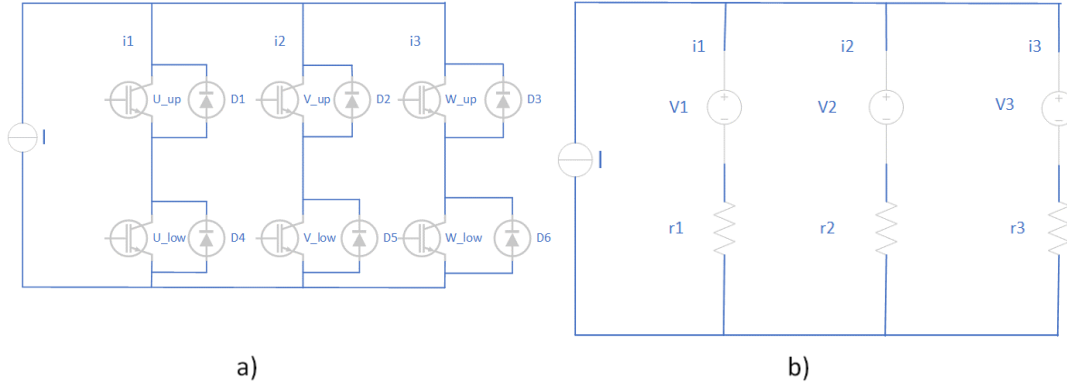 i1 i2 i3
U_up D1 V_up D2 W_up D3
I
U_low D4 V_low D5 W_low D6
a)
i1 i2 i3
V1 V2 V3
I
r1 r2 r3
b)